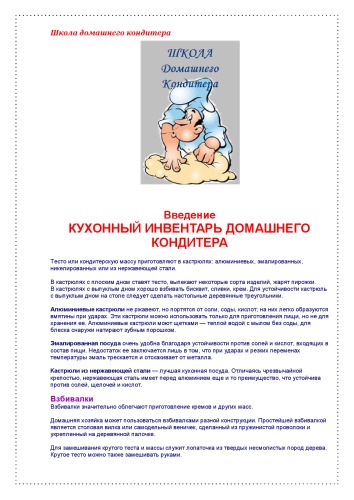 Школа домашнего кондитера
ШКОЛА
Домашнего
Кондитера
Введение
КУХОННЫЙ ИНВЕНТАРЬ ДОМАШНЕГО
КОНДИТЕРА
Тесто или кондитерскую массу приготовляют в кастрюлях: алюминиевых, эмалированных,
никелированных или из нержавеющей стали.
В кастрюлях с плоским дном ставят тесто, выпекают некоторые сорта изделий, жарят пирожки.
В кастрюлях с выпуклым дном хорошо взбивать бисквит, сливки, крем. Для устойчивости кастрюль
с выпуклым дном на столе следует сделать настольные деревянные треугольники.
Алюминиевые кастрюли не ржавеют, но портятся от соли, соды, кислот, на них легко образуются
вмятины при ударах. Эти кастрюли можно использовать только для приготовления пищи, но не для
хранения ее. Алюминиевые кастрюли моют щетками — теплой водой с мылом без соды, для
блеска снаружи натирают зубным порошком.
Эмалированная посуда очень удобна благодаря устойчивости против солей и кислот, входящих в
состав пищи. Недостаток ее заключается лишь в том, что при ударах и резких переменах
температуры эмаль трескается и отскакивает от металла.
Кастрюли из нержавеющей стали — лучшая кухонная посуда. Отличаясь чрезвычайной
крепостью, нержавеющая сталь имеет перед алюминием еще и то преимущество, что устойчива
против солей, щелочей и кислот.
Взбивалки
Взбивалки значительно облегчают приготовление кремов и других масс.
Домашняя хозяйка может пользоваться взбивалками разной конструкции. Простейшей взбивалкой
является столовая вилка или самодельный веничек, сделанный из пружинистой проволоки и
укрепленный на деревянной палочке.
Для замешивания крутого теста и массы служит лопаточка из твердых несмолистых пород дерева.
Крутое тесто можно также замешивать руками.